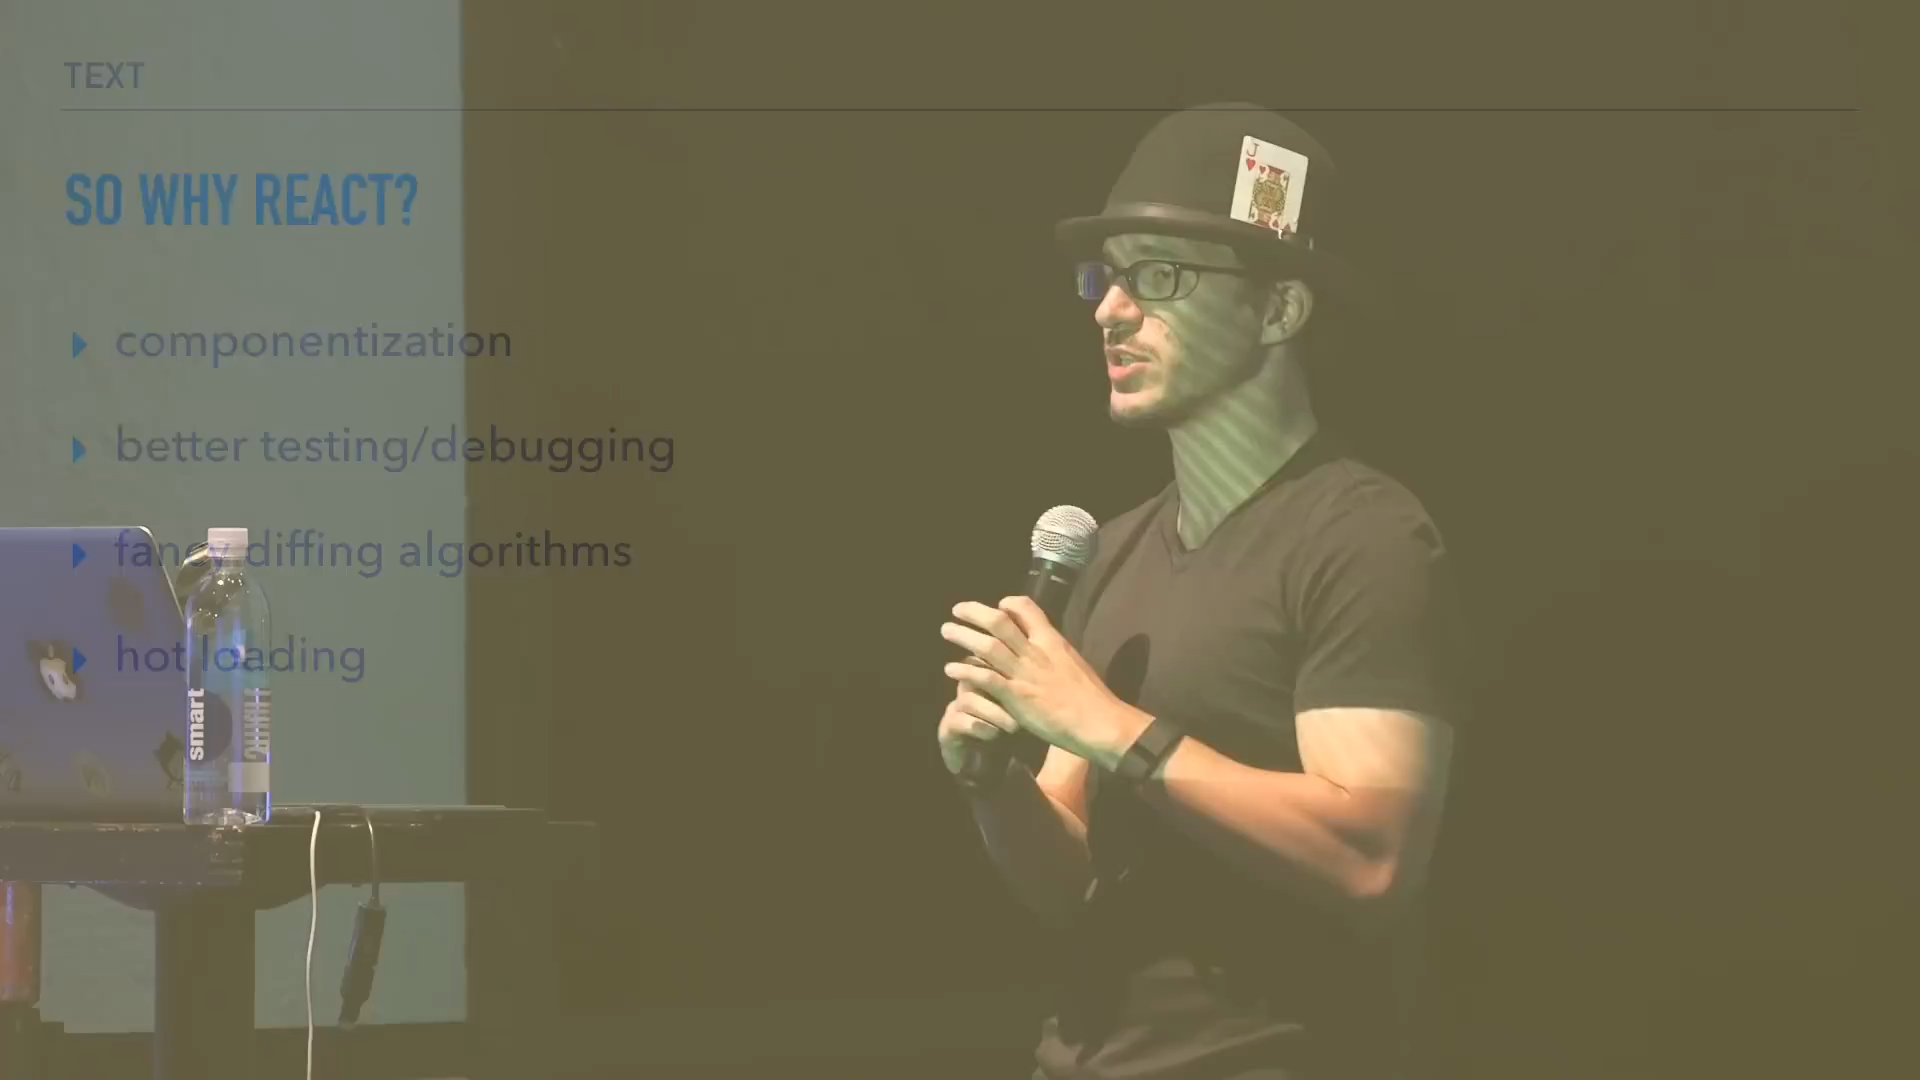 TEXT
SO WHY REACT?
componentization
better testing/debugging
fancy diffing algorithms
hot loading
smart
J